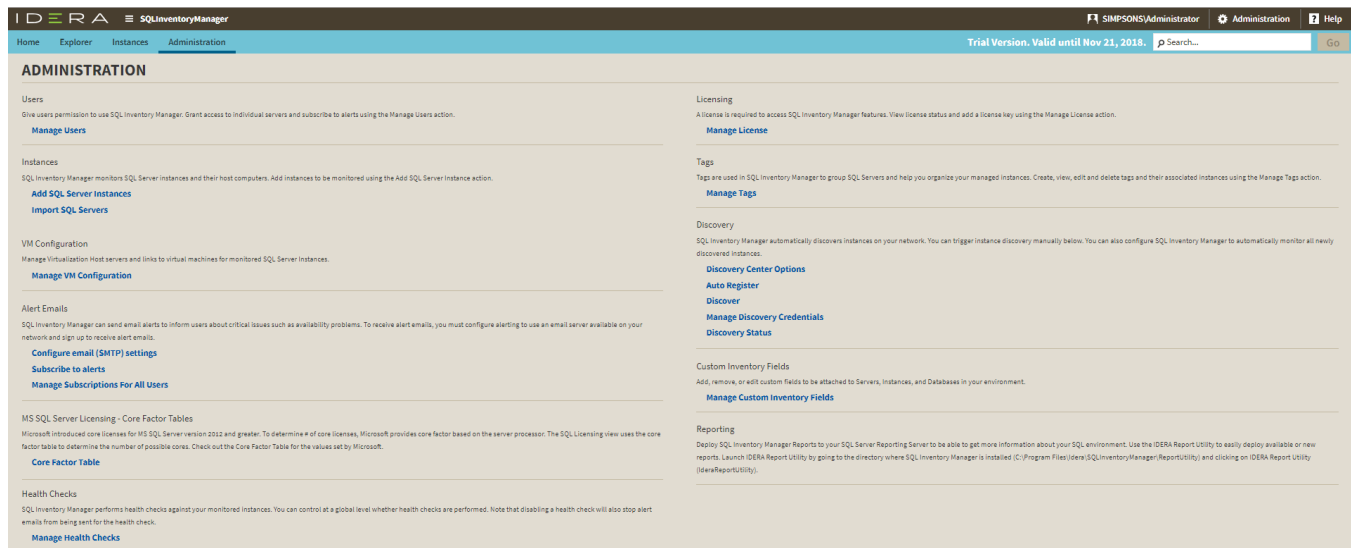 IDERA SQLInventoryManager SIMPSONS\Administrator Administration ? Help
Home Explorer Instances Administration Trial Version. Valid until Nov 21, 2018. Search... Go
ADMINISTRATION
Users
Give users permission to use SQL Inventory Manager. Grant access to individual servers and subscribe to alerts using the Manage Users action.
Manage Users
Instances
SQL Inventory Manager monitors SQL Server instances and their host computers. Add instances to be monitored using the Add SQL Server Instance action.
Add SQL Server Instances
Import SQL Servers
VM Configuration
Manage Virtualization Host servers and links to virtual machines for monitored SQL Server Instances.
Manage VM Configuration
Alert Emails
SQL Inventory Manager can send email alerts to inform users about critical issues such as availability problems. To receive alert emails, you must configure alerting to use an email server available on your
network and sign up to receive alert emails.
Configure email (SMTP) settings
Subscribe to alerts
Manage Subscriptions For All Users
MS SQL Server Licensing - Core Factor Tables
Microsoft introduced core licenses for MS SQL Server version 2012 and greater. To determine # of core licenses, Microsoft provides core factor based on the server processor. The SQL Licensing view uses the core
factor table to determine the number of possible cores. Check out the Core Factor Table for the values set by Microsoft.
Core Factor Table
Health Checks
SQL Inventory Manager performs health checks against your monitored instances. You can control at a global level whether health checks are performed. Note that disabling a health check will also stop alert
emails from being sent for the health check.
Manage Health Checks
Licensing
A license is required to access SQL Inventory Manager features. View license status and add a license key using the Manage License action.
Manage License
Tags
Tags are used in SQL Inventory Manager to group SQL Servers and help you organize your managed instances. Create, view, edit and delete tags and their associated instances using the Manage Tags action.
Manage Tags
Discovery
SQL Inventory Manager automatically discovers instances on your network. You can trigger instance discovery manually below. You can also configure SQL Inventory Manager to automatically monitor all newly
discovered instances.
Discovery Center Options
Auto Register
Discover
Manage Discovery Credentials
Discovery Status
Custom Inventory Fields
Add, remove, or edit custom fields to be attached to Servers, Instances, and Databases in your environment.
Manage Custom Inventory Fields
Reporting
Deploy SQL Inventory Manager Reports to your SQL Server Reporting Server to be able to get more information about your SQL environment. Use the IDERA Report Utility to easily deploy available or new
reports. Launch IDERA Report Utility by going to the directory where SQL Inventory Manager is installed (C:\Program Files\Idera\SQLInventoryManager\ReportUtility) and clicking on IDERA Report Utility
(IderaReportUtility).